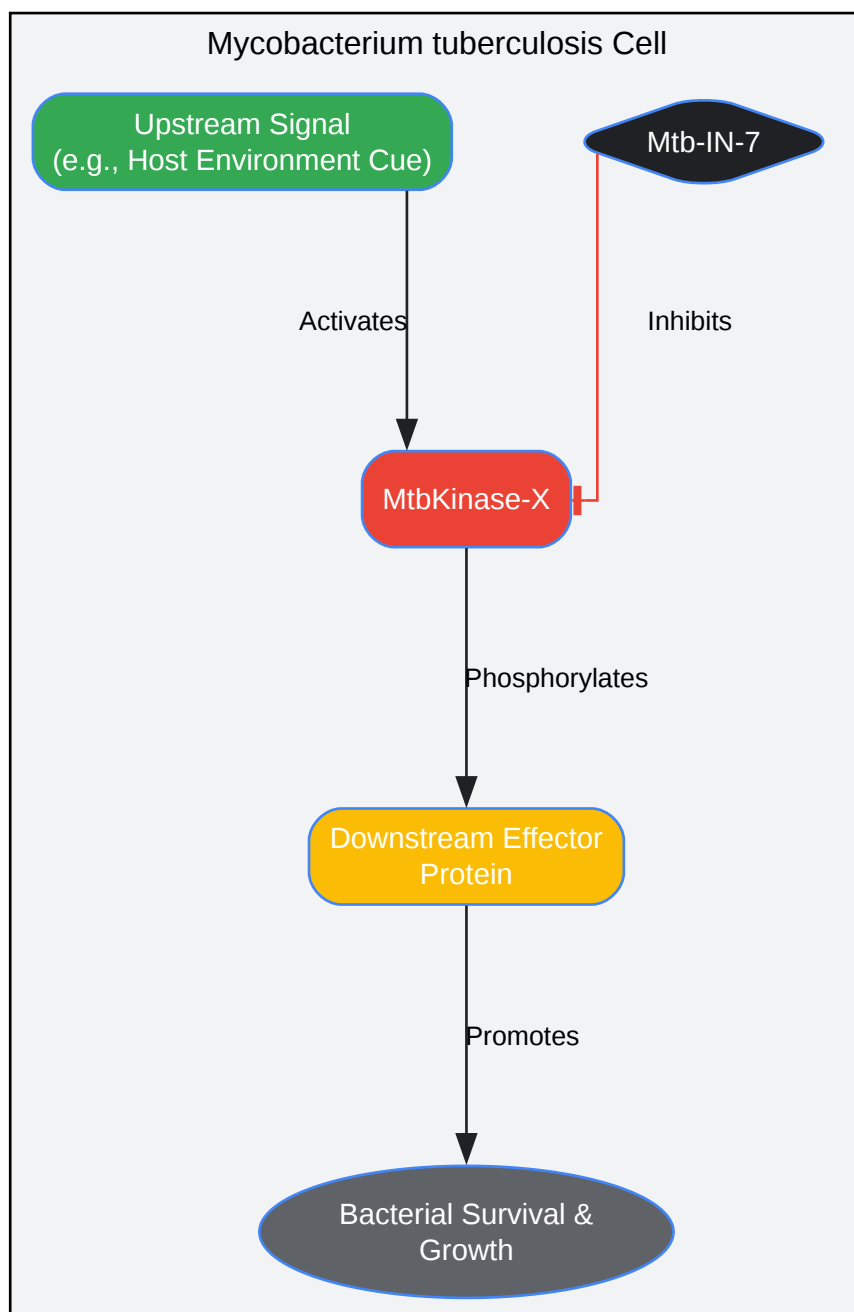 Mycobacterium tuberculosis Cell
Upstream Signal
(e.g., Host Environment Cue)
Mtb-IN-7
Activates
Inhibits
MtbKinase-X
Phosphorylates
Downstream Effector
Protein
Promotes
Bacterial Survival &
Growth